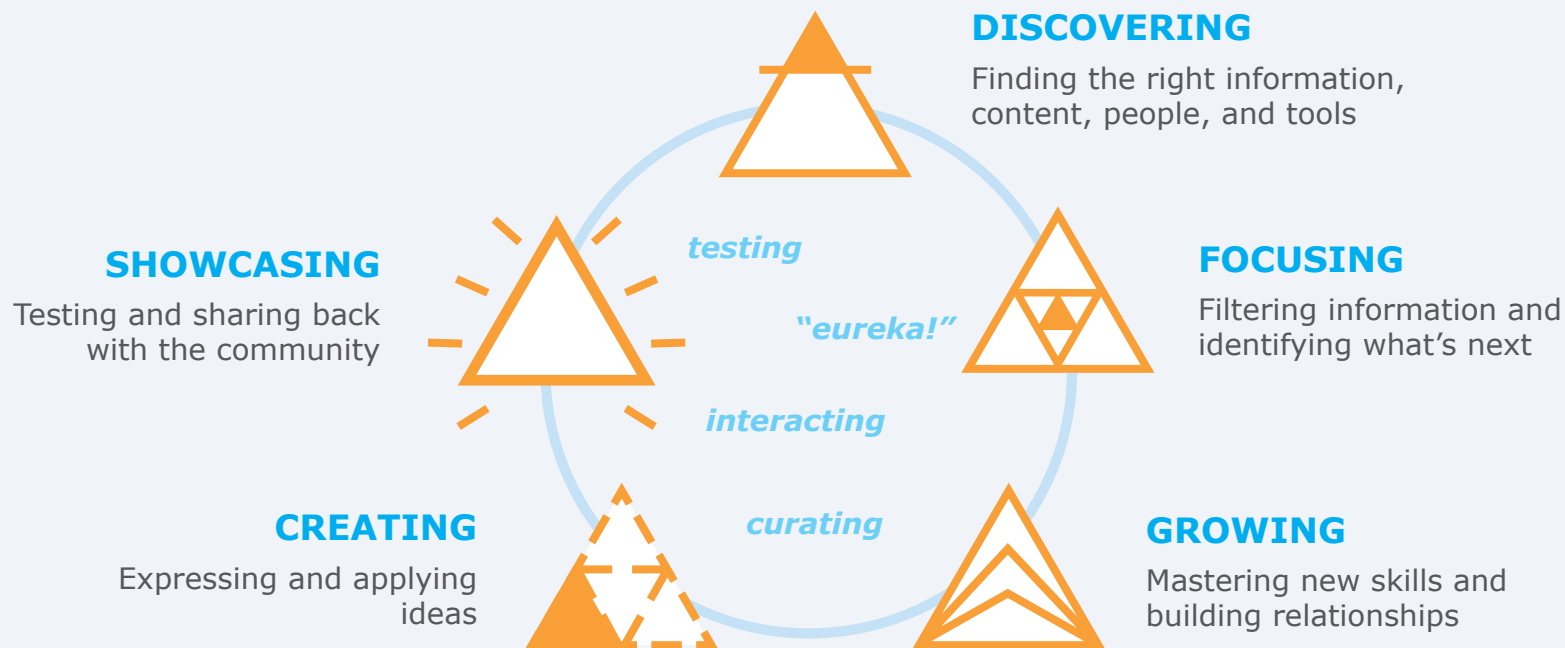 DISCOVERING
Finding the right information,
content, people, and tools
SHOWCASING
Testing and sharing back
with the community
testing
“eureka!”
interacting
curating
FOCUSING
Filtering information and
identifying what’s next
CREATING
Expressing and applying
ideas
GROWING
Mastering new skills and
building relationships